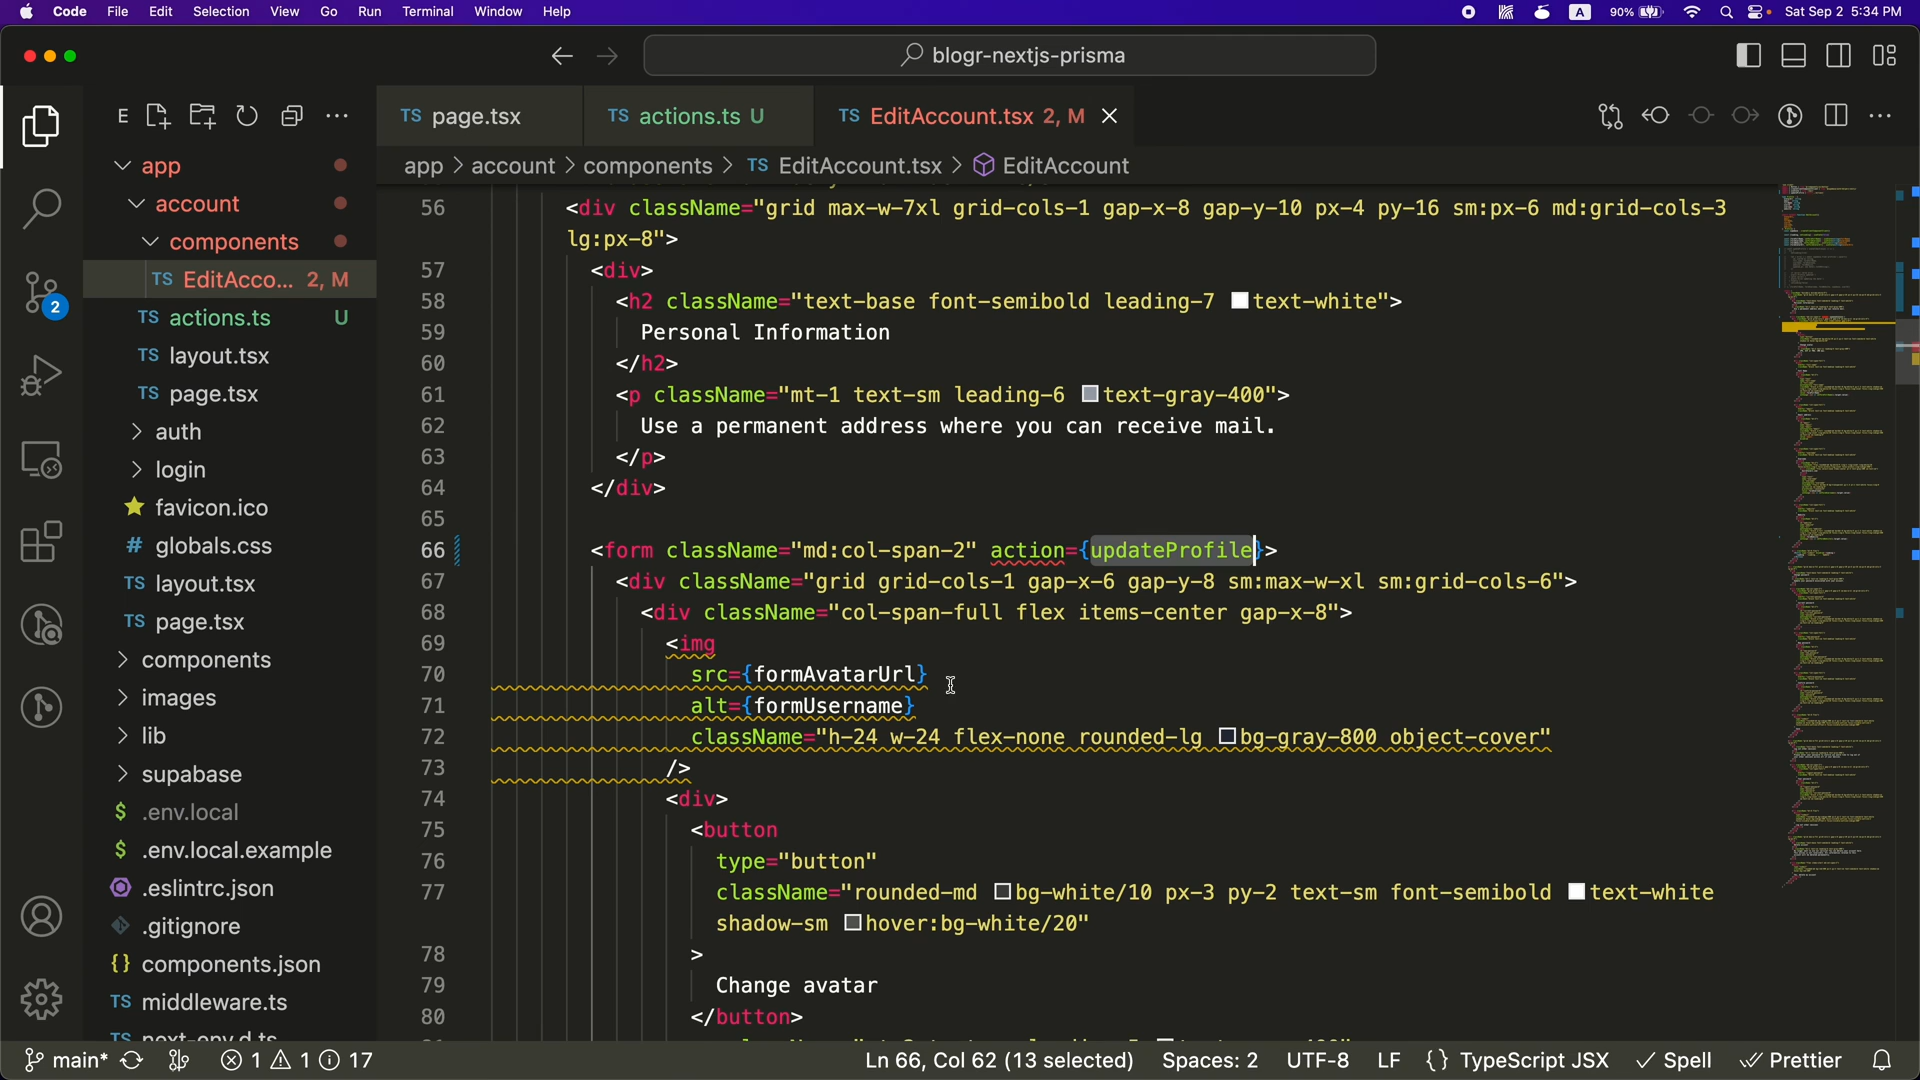 Code File Edit Selection View Go Run Terminal Window Help A 90% Sat Sep 2 5:34 PM
blogr-nextjs-prisma
E
TS page.tsx TS actions.ts U TS EditAccount.tsx 2, M
app > account > components > TS EditAccount.tsx > EditAccount
app
account
components
TS EditAcco... 2, M
TS actions.ts U
TS layout.tsx
TS page.tsx
auth
login
favicon.ico
# globals.css
TS layout.tsx
TS page.tsx
components
images
lib
supabase
$ .env.local
$ .env.local.example
.eslintrc.json
.gitignore
{} components.json
TS middleware.ts
TS next-env.d.ts
2
56 <div className="grid max-w-7xl grid-cols-1 gap-x-8 gap-y-10 px-4 py-16 sm:px-6 md:grid-cols-3
lg:px-8">
57 <div>
58 <h2 className="text-base font-semibold leading-7 text-white">
59 Personal Information
60 </h2>
61 <p className="mt-1 text-sm leading-6 text-gray-400">
62 Use a permanent address where you can receive mail.
63 </p>
64 </div>
65
66 <form className="md:col-span-2" action={updateProfile}>
67 <div className="grid grid-cols-1 gap-x-6 gap-y-8 sm:max-w-xl sm:grid-cols-6">
68 <div className="col-span-full flex items-center gap-x-8">
69 <img
70 src={formAvatarUrl}
71 alt={formUsername}
72 className="h-24 w-24 flex-none rounded-lg bg-gray-800 object-cover"
73 />
74 <div>
75 <button
76 type="button"
77 className="rounded-md bg-white/10 px-3 py-2 text-sm font-semibold text-white
shadow-sm hover:bg-white/20"
78 >
79 Change avatar
80 </button>
main* 1 1 17 Ln 66, Col 62 (13 selected) Spaces: 2 UTF-8 LF {} TypeScript JSX Spell Prettier